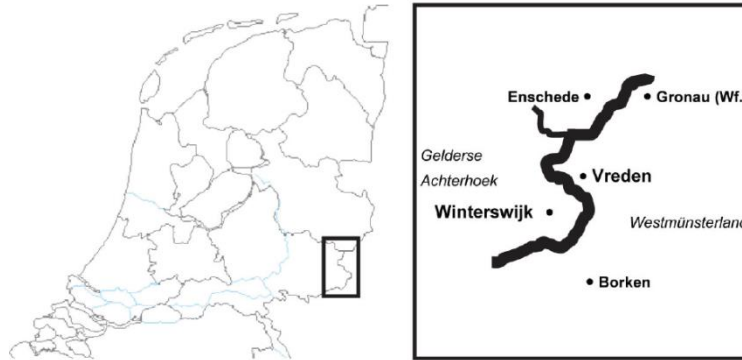 Enschede
Gronau (Wf.
Gelderse
Achterhoek
Vreden
Winterswijk
Westmünsterland
Borken